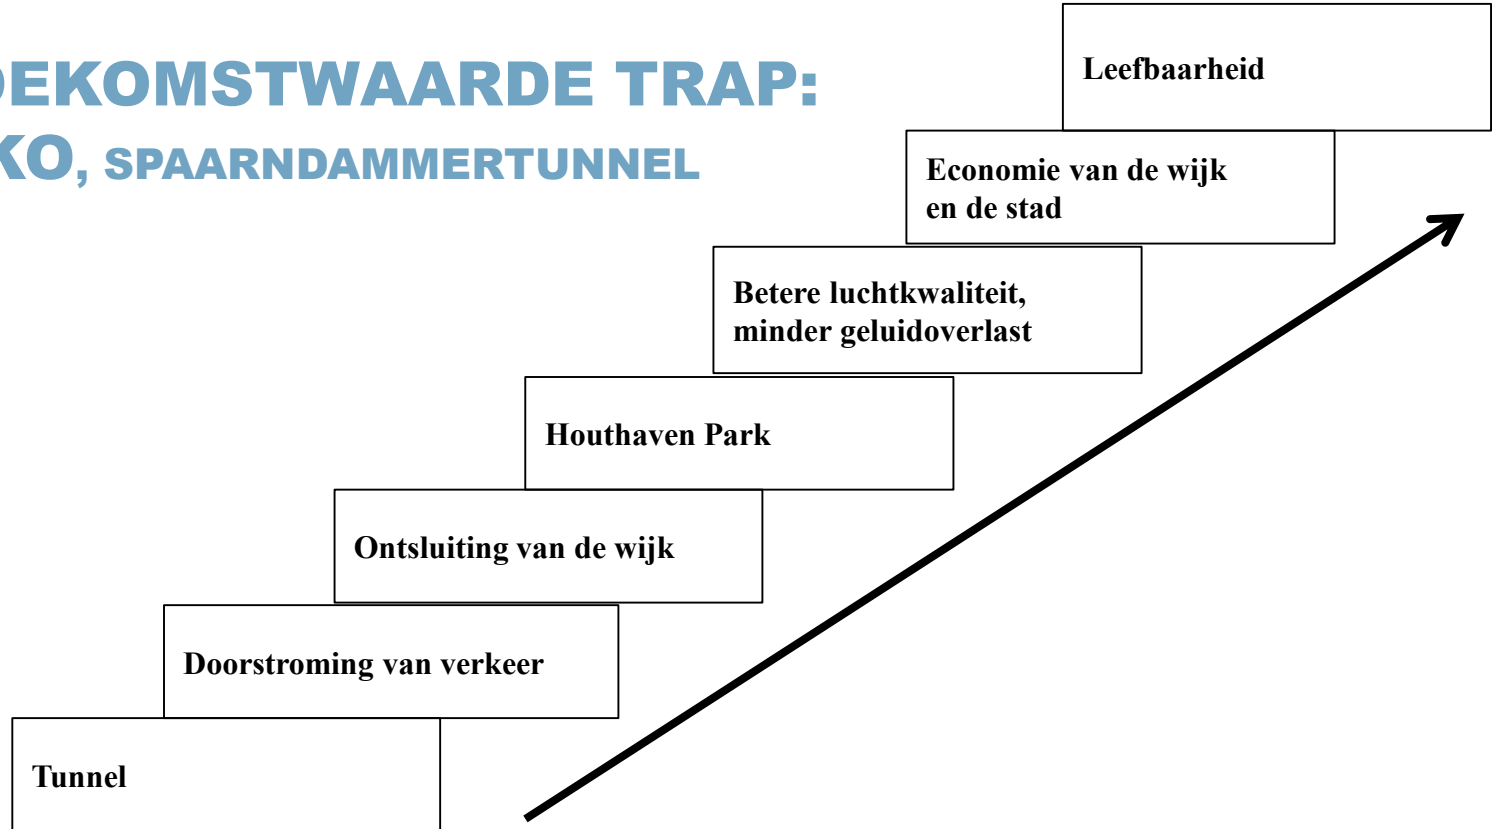 OEKOMSTWAARDE TRAP:
KO, SPAARNDAMMERTUNNEL
Leefbaarheid
Economie van de wijk
en de stad
Betere luchtkwaliteit,
minder geluidoverlast
Houthaven Park
Ontsluiting van de wijk
Doorstroming van verkeer
Tunnel